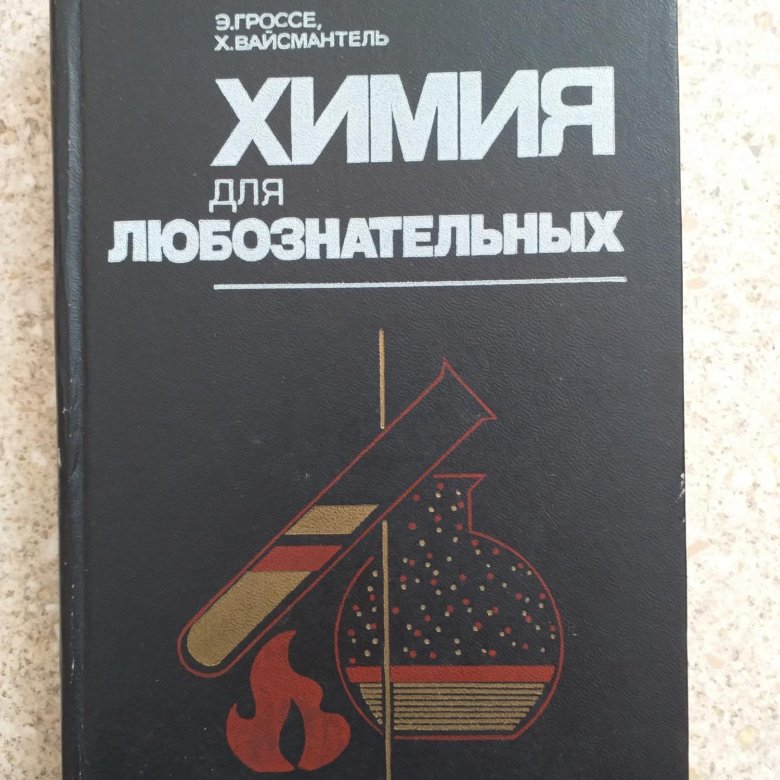 Э.ГРОССЕ,
Х.ВАЙСМАНТЕЛЬ
ХИМИЯ
ДЛЯ
ЛЮБОЗНАТЕЛЬНЫХ